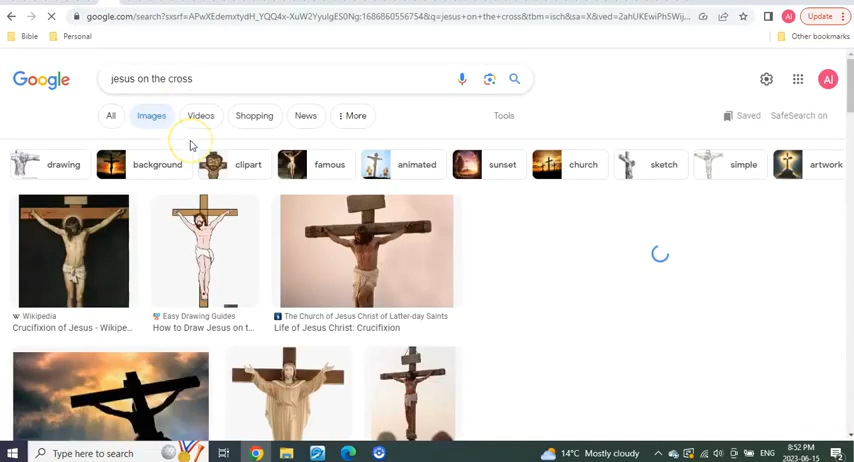 google.com/search?sxsrf=APwXEdemxtydH_YQQ4x-XuW2YyulgES0Ng:1686860556754&q=jesus+on+the+cross&tbm=isch&sa=X&ved=2ahUKEwiPh5Wij...
AI
Update
Bible
Personal
Other bookmarks
Google
jesus on the cross
AI
All
Images
Videos
Shopping
News
More
Tools
Saved
SafeSearch on
drawing
background
clipart
famous
animated
sunset
church
sketch
simple
artwork
W Wikipedia
Crucifixion of Jesus - Wikipe...
Easy Drawing Guides
How to Draw Jesus on t...
The Church of Jesus Christ of Latter-day Saints
Life of Jesus Christ: Crucifixion
Type here to search
14°C Mostly cloudy
ENG
8:52 PM
2023-06-15
2